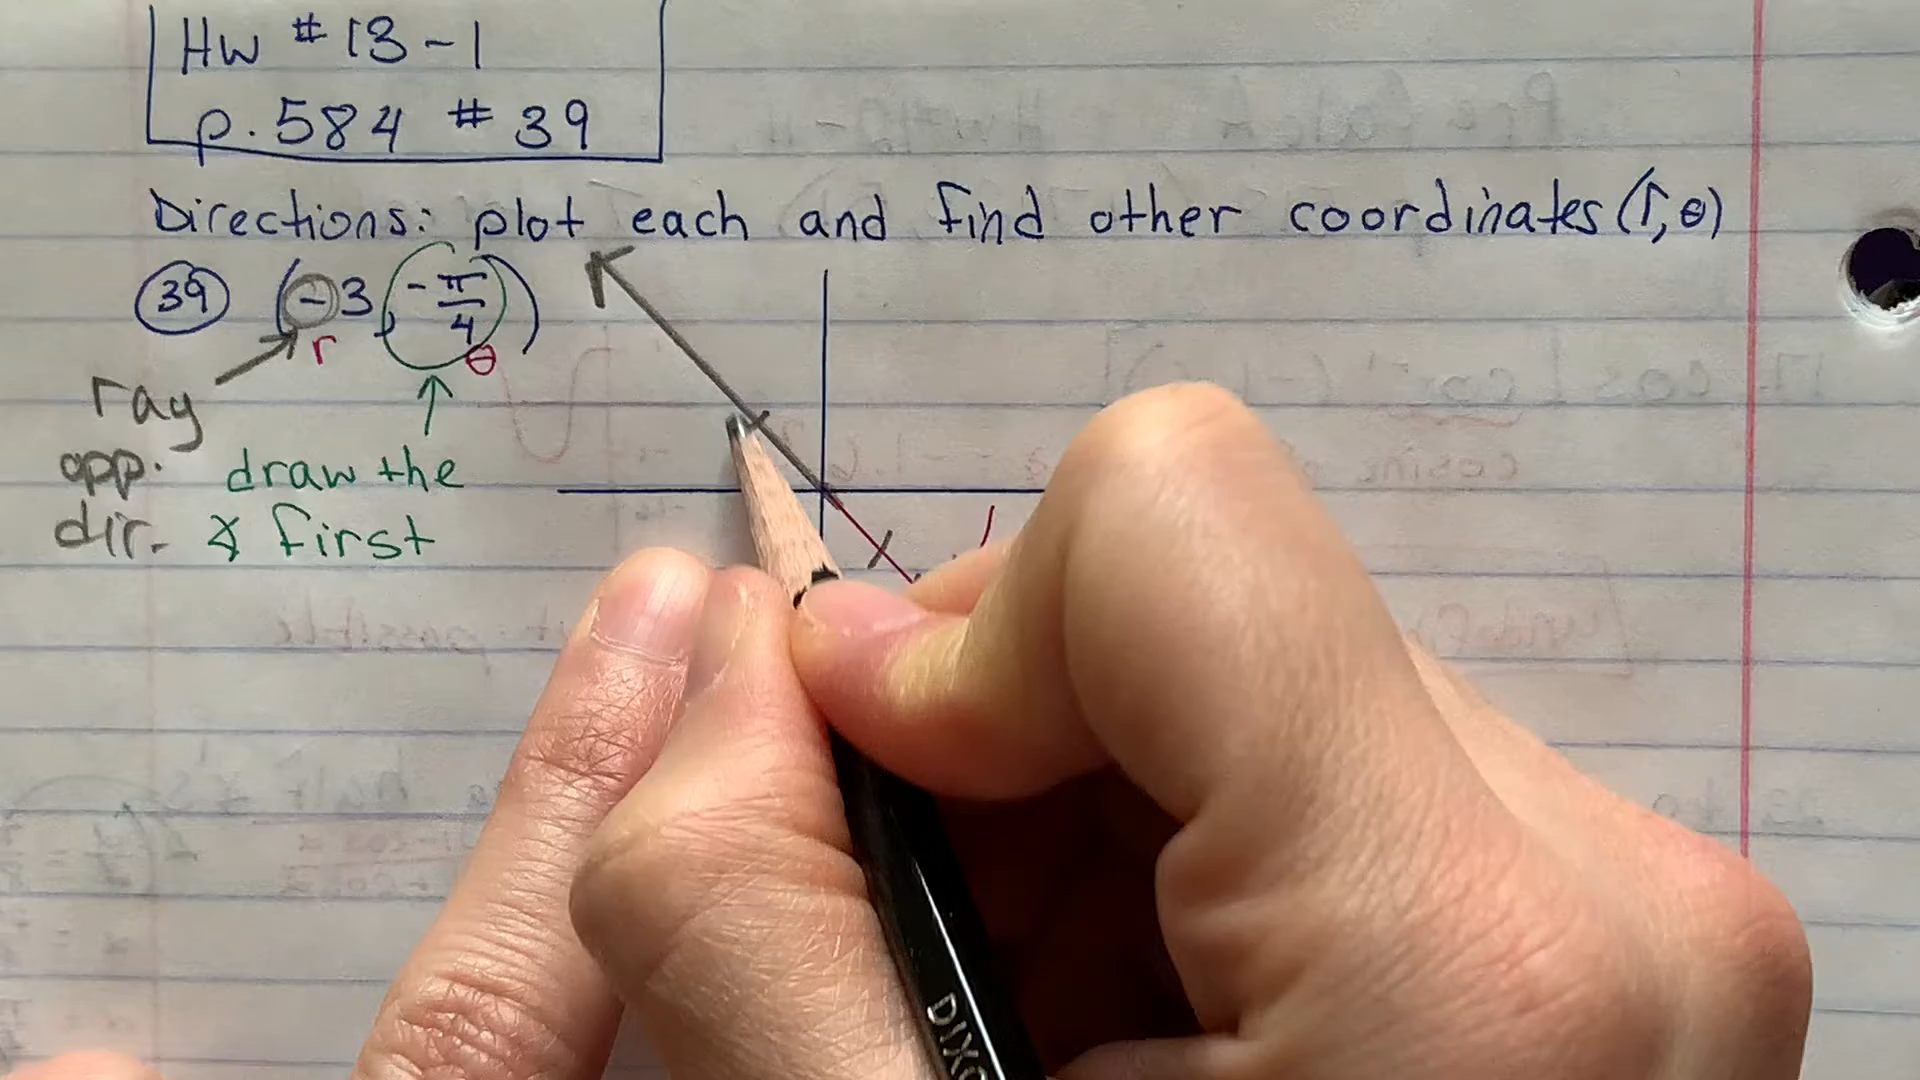 Hw # 13-1
p. 584 # 39
Directions: plot each and find other coordinates (r, θ)
39 (-3, -π/4)
r θ
ray
opp. draw the
dir. ∡ first
DIXO